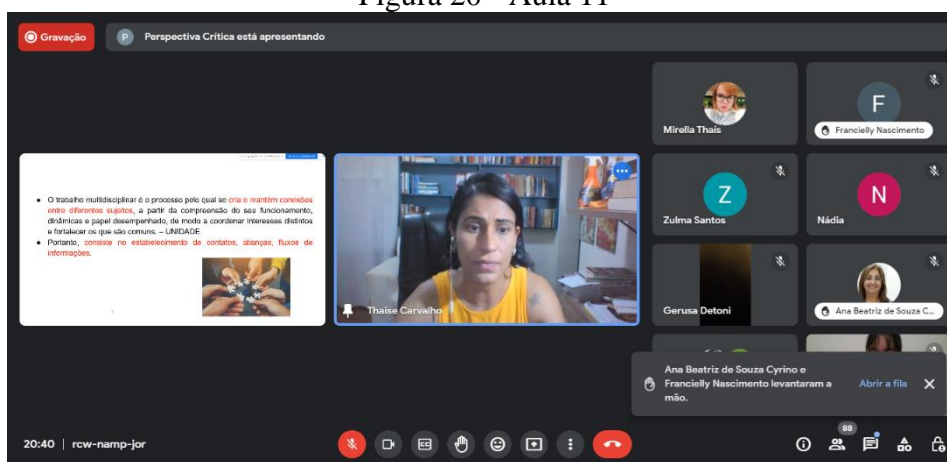 Figura 20 - Aula 11
Gravação
P
Perspectiva Crítica está apresentando
• O trabalho multidisciplinar é o processo pelo qual se cria e mantém conexões
entre diferentes sujeitos, a partir da compreensão do seu funcionamento,
dinâmicas e papel desempenhado, de modo a coordenar interesses distintos
e fortalecer os que são comuns. – UNIDADE
• Portanto, consiste no estabelecimento de contatos, alianças, fluxos de
informações.
Thaise Carvalho
Mirella Thaís
F
Francielly Nascimento
Z
Zulma Santos
N
Nádia
Gerusa Detoni
Ana Beatriz de Souza C...
Ana Beatriz de Souza Cyrino e
Francielly Nascimento levantaram a
mão.
Abrir a fila
20:40 | rcw-namp-jor
88